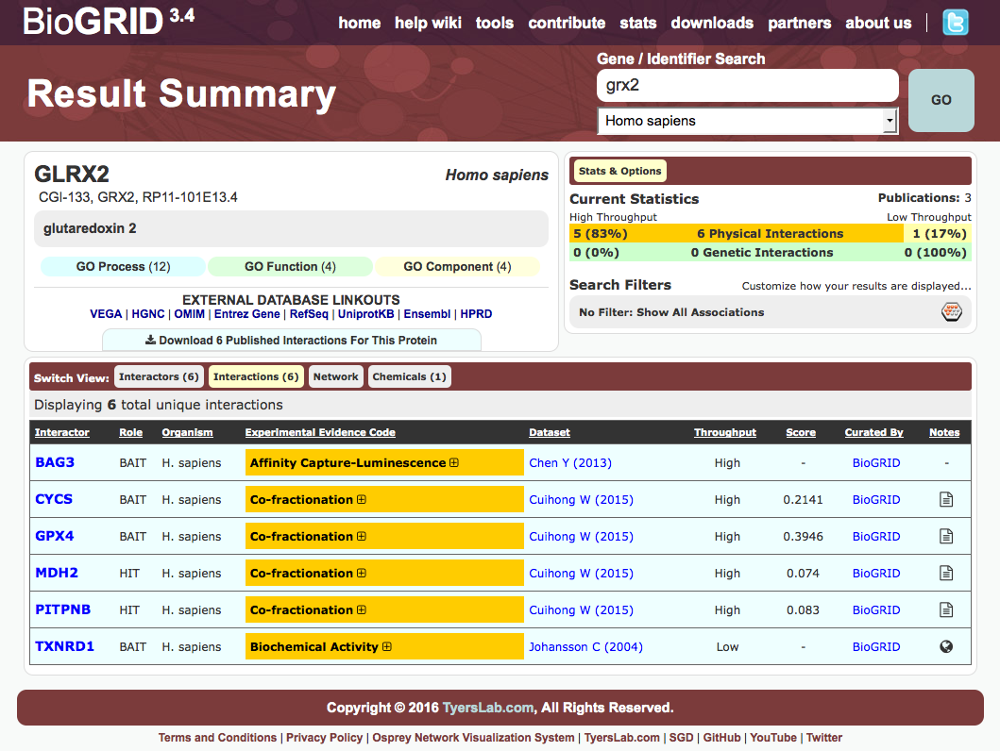 BioGRID 3.4
home help wiki tools contribute stats downloads partners about us |
Result Summary
Gene / Identifier Search
grx2
Homo sapiens
GO
GLRX2
Homo sapiens
CGI-133, GRX2, RP11-101E13.4
glutaredoxin 2
GO Process (12) GO Function (4) GO Component (4)
EXTERNAL DATABASE LINKOUTS
VEGA | HGNC | OMIM | Entrez Gene | RefSeq | UniprotKB | Ensembl | HPRD
Download 6 Published Interactions For This Protein
Stats & Options
Current Statistics Publications: 3
High Throughput Low Throughput
5 (83%) 6 Physical Interactions 1 (17%)
0 (0%) 0 Genetic Interactions 0 (100%)
Search Filters Customize how your results are displayed...
No Filter: Show All Associations
Switch View: Interactors (6) Interactions (6) Network Chemicals (1)
Displaying 6 total unique interactions
Interactor Role Organism Experimental Evidence Code Dataset Throughput Score Curated By Notes
BAG3 BAIT H. sapiens Affinity Capture-Luminescence Chen Y (2013) High - BioGRID -
CYCS BAIT H. sapiens Co-fractionation Cuihong W (2015) High 0.2141 BioGRID
GPX4 BAIT H. sapiens Co-fractionation Cuihong W (2015) High 0.3946 BioGRID
MDH2 HIT H. sapiens Co-fractionation Cuihong W (2015) High 0.074 BioGRID
PITPNB HIT H. sapiens Co-fractionation Cuihong W (2015) High 0.083 BioGRID
TXNRD1 BAIT H. sapiens Biochemical Activity Johansson C (2004) Low - BioGRID
Copyright © 2016 TyersLab.com, All Rights Reserved.
Terms and Conditions | Privacy Policy | Osprey Network Visualization System | TyersLab.com | SGD | GitHub | YouTube | Twitter